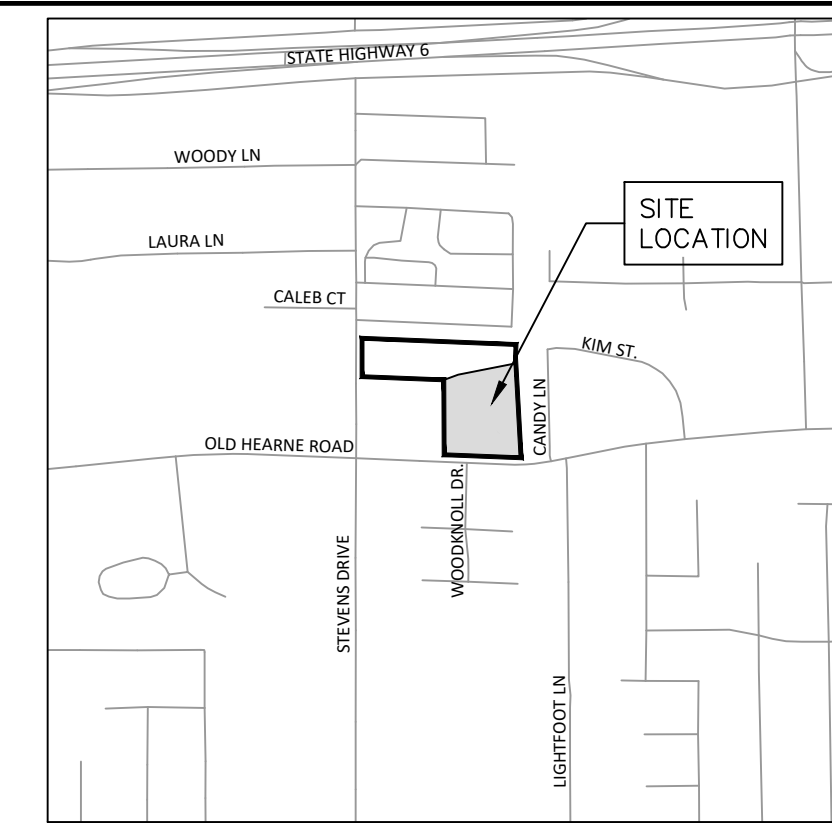 STATE HIGHWAY 6
WOODY LN
SITE
LOCATION
LAURA LN
CALEB CT
KIM ST.
CANDY LN
OLD HEARNE ROAD
WOODKNOLL DR.
STEVENS DRIVE
LIGHTFOOT LN